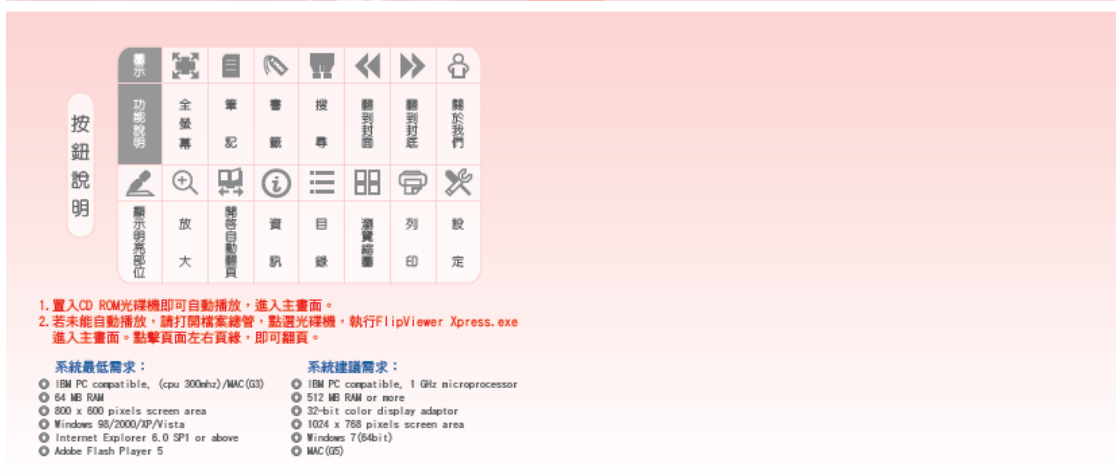 按鈕說明
圖示
功能說明
全螢幕
筆記
書籤
搜尋
翻到封面
翻到封底
關於我們
顯示明亮部位
放大
開啓自動翻頁
資訊
目錄
瀏覽縮圖
列印
設定
1.置入CD ROM光碟機即可自動播放，進入主畫面。
2.若未能自動播放，請打開檔案總管，點選光碟機，執行FlipViewer Xpress.exe
進入主畫面。點擊頁面左右頁緣，即可翻頁。
系統最低需求：
◎ IBM PC compatible, (cpu 300mhz)/MAC(G3)
◎ 64 MB RAM
◎ 800 x 600 pixels screen area
◎ Windows 98/2000/XP/Vista
◎ Internet Explorer 6.0 SP1 or above
◎ Adobe Flash Player 5
系統建議需求：
◎ IBM PC compatible, 1 GHz microprocessor
◎ 512 MB RAM or more
◎ 32-bit color display adaptor
◎ 1024 x 768 pixels screen area
◎ Windows 7(64bit)
◎ MAC(G5)